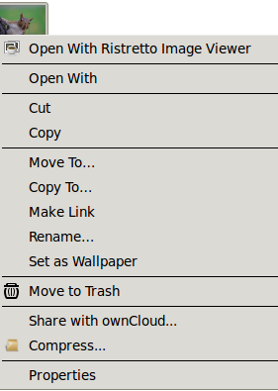 Open With Ristretto Image Viewer
Open With
Cut
Copy
Move To...
Copy To...
Make Link
Rename...
Set as Wallpaper
Move to Trash
Share with ownCloud...
Compress...
Properties